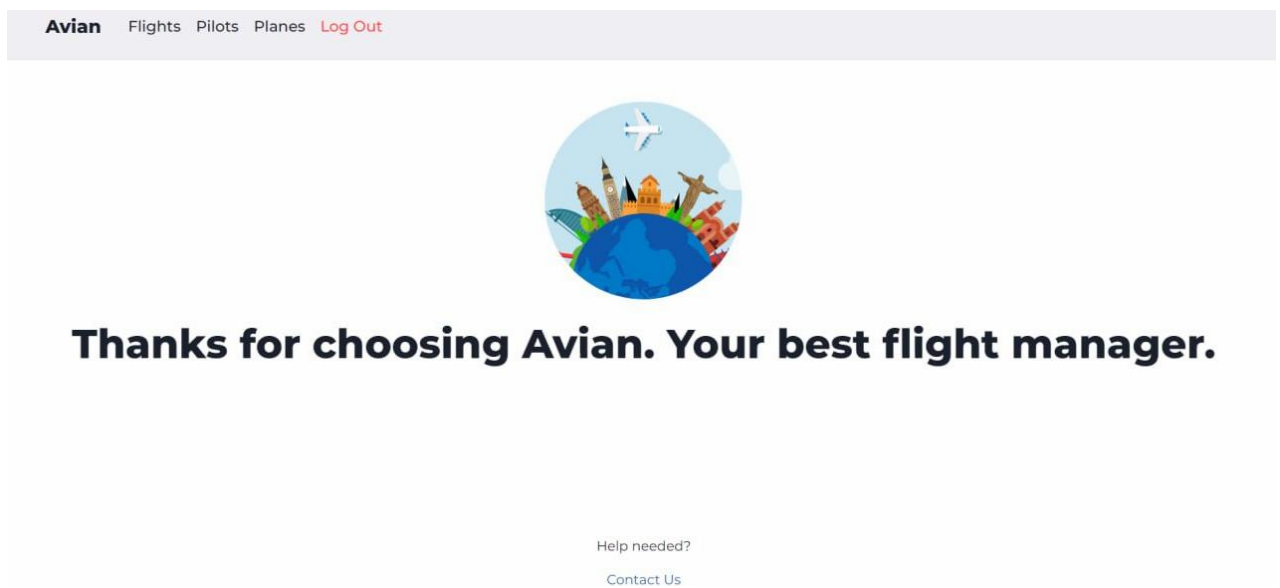 Avian Flights Pilots Planes Log Out
Thanks for choosing Avian. Your best flight manager.
Help needed?
Contact Us